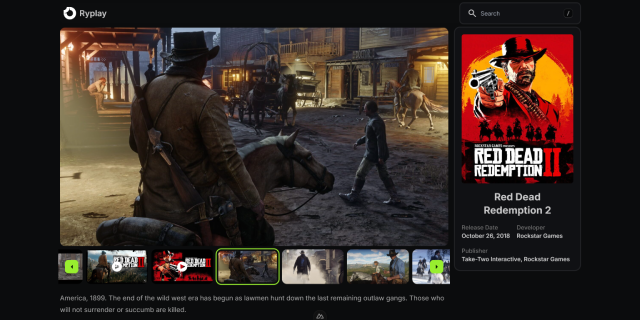 Ryplay
Search
/
ROCKSTAR GAMES PRESENTS
RED DEAD
REDEMPTION II
Red Dead
Redemption 2
Release Date
October 26, 2018
Developer
Rockstar Games
Publisher
Take-Two Interactive, Rockstar Games
America, 1899. The end of the wild west era has begun as lawmen hunt down the last remaining outlaw gangs. Those who
will not surrender or succumb are killed.